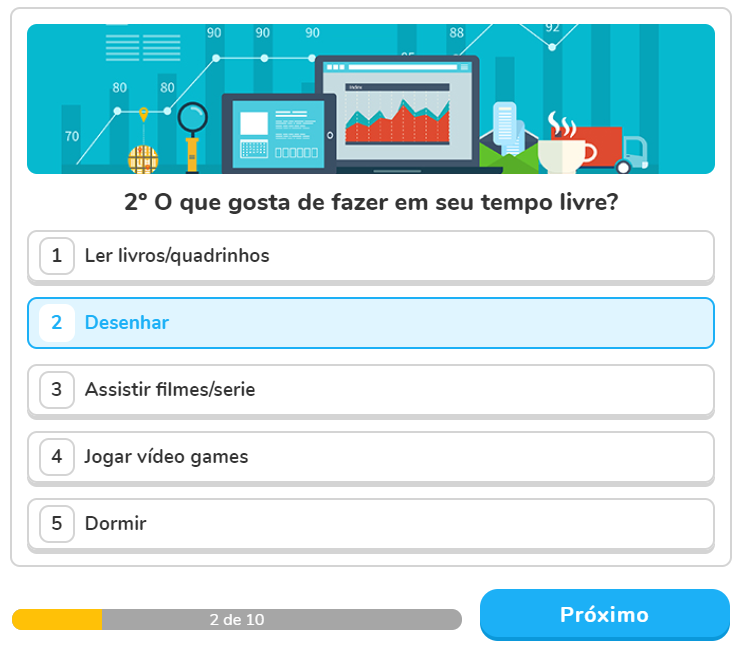 90
90
90
88
92
80
80
70
2° O que gosta de fazer em seu tempo livre?
1 Ler livros/quadrinhos
2 Desenhar
3 Assistir filmes/serie
4 Jogar vídeo games
5 Dormir
2 de 10
Próximo